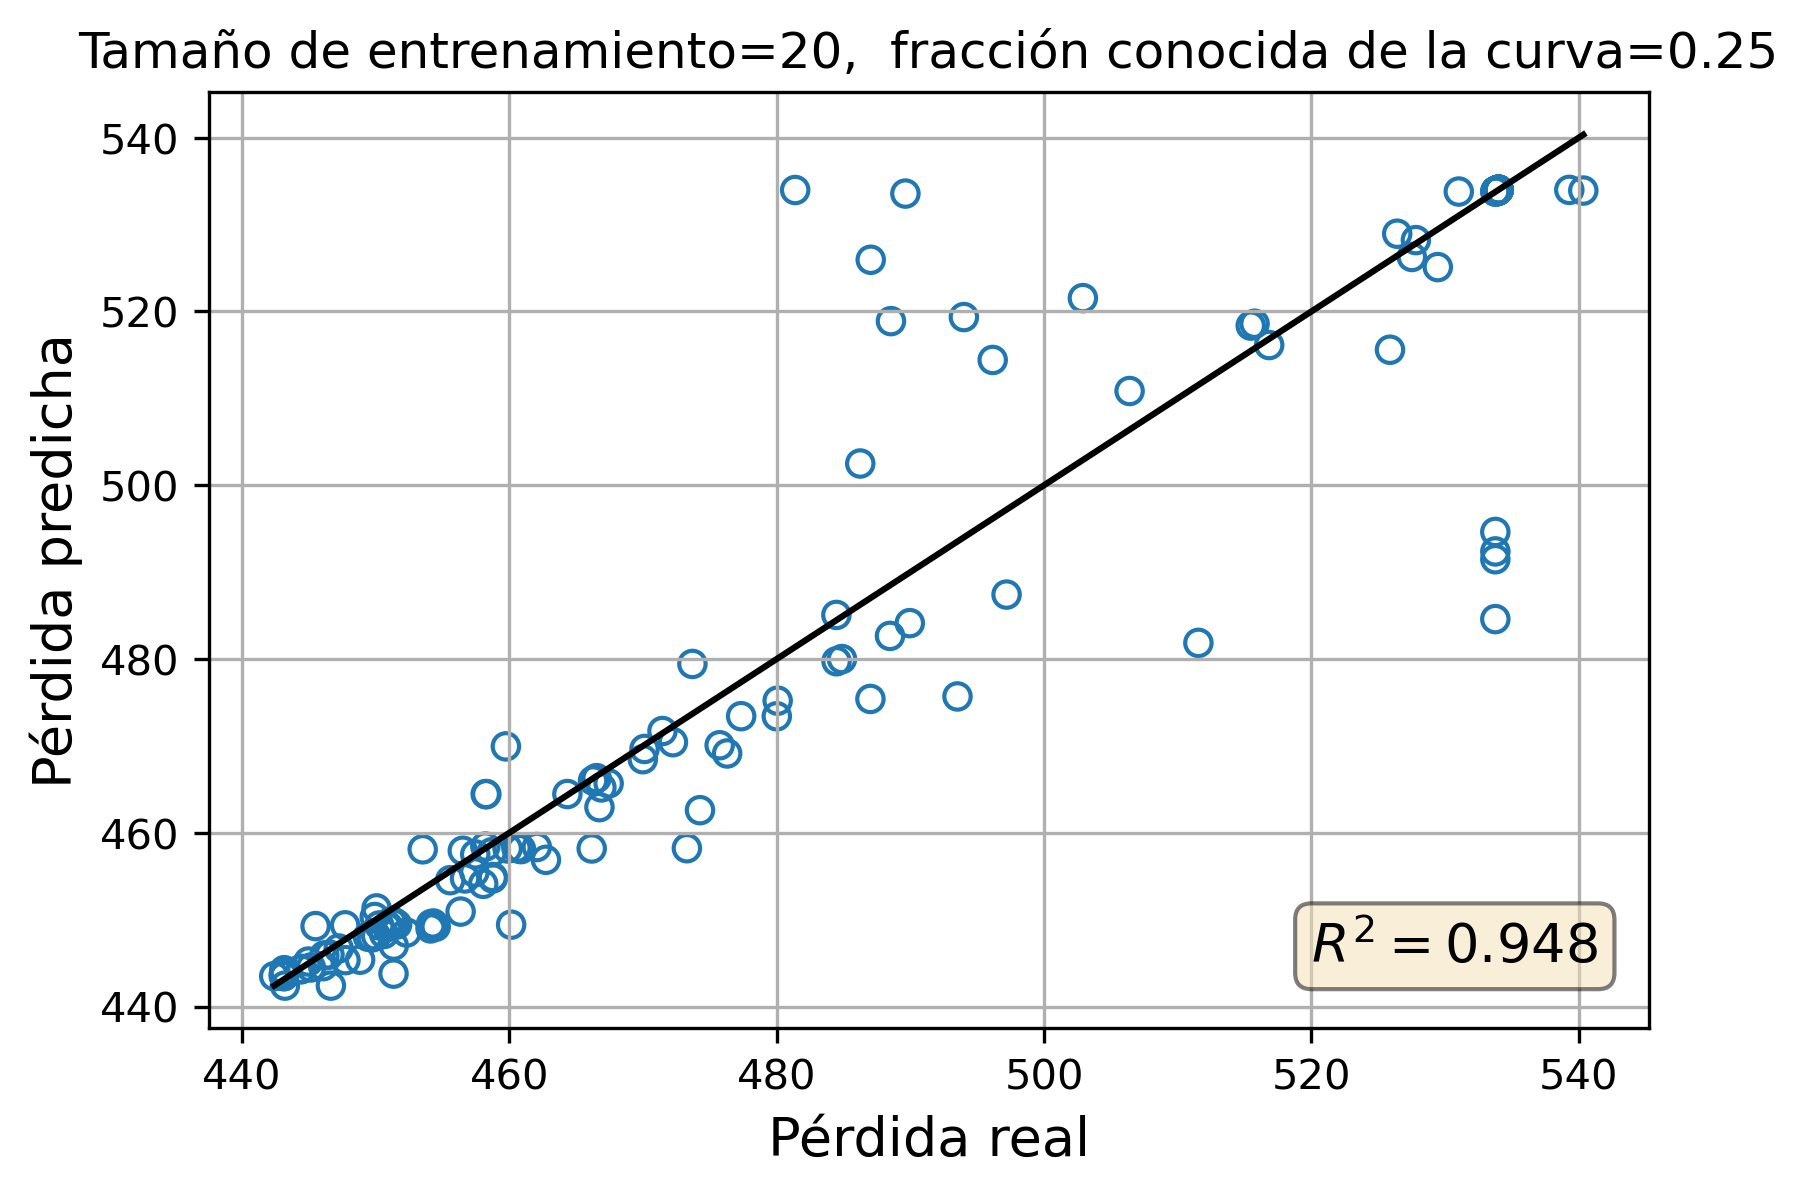 Tamaño de entrenamiento=20,  fracción conocida de la curva=0.25
540
520
500
480
460
440
Pérdida predicha
R² = 0.948
440 460 480 500 520 540
Pérdida real